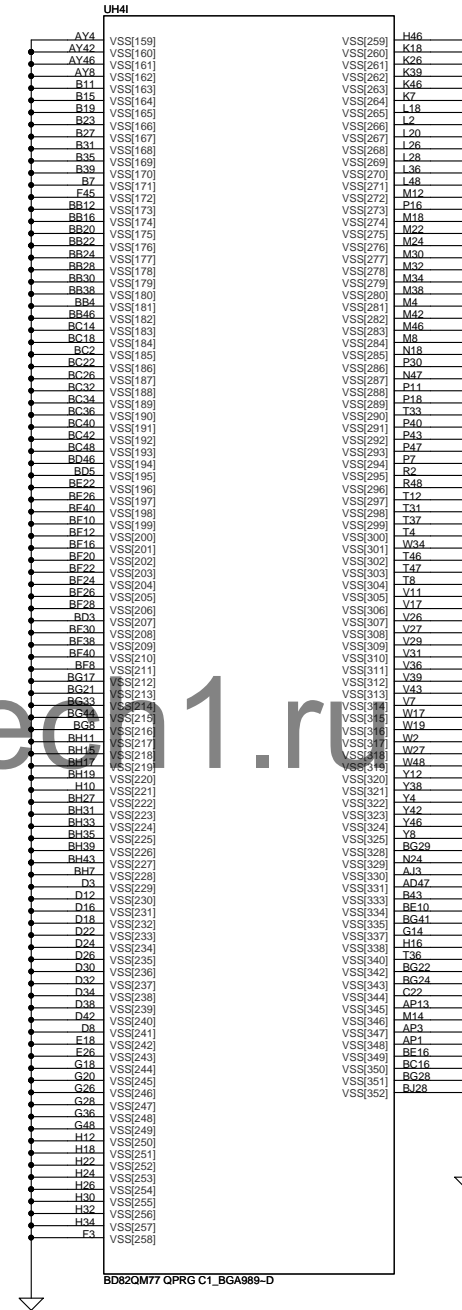 UH4I
AY4 VSS[159]
AY42 VSS[160]
AY46 VSS[161]
AY8 VSS[162]
B11 VSS[163]
B15 VSS[164]
B19 VSS[165]
B23 VSS[166]
B27 VSS[167]
B31 VSS[168]
B35 VSS[169]
B39 VSS[170]
B7 VSS[171]
F45 VSS[172]
BB12 VSS[173]
BB16 VSS[174]
BB20 VSS[175]
BB22 VSS[176]
BB24 VSS[177]
BB28 VSS[178]
BB30 VSS[179]
BB38 VSS[180]
BB4 VSS[181]
BB46 VSS[182]
BC14 VSS[183]
BC18 VSS[184]
BC2 VSS[185]
BC22 VSS[186]
BC26 VSS[187]
BC32 VSS[188]
BC34 VSS[189]
BC36 VSS[190]
BC40 VSS[191]
BC42 VSS[192]
BC48 VSS[193]
BD46 VSS[194]
BD5 VSS[195]
BE22 VSS[196]
BE26 VSS[197]
BE40 VSS[198]
BF10 VSS[199]
BF12 VSS[200]
BF16 VSS[201]
BF20 VSS[202]
BF22 VSS[203]
BF24 VSS[204]
BF26 VSS[205]
BF28 VSS[206]
BD3 VSS[207]
BF30 VSS[208]
BF38 VSS[209]
BF40 VSS[210]
BF8 VSS[211]
BG17 VSS[212]
BG21 VSS[213]
BG33 VSS[214]
BG44 VSS[215]
BG8 VSS[216]
BH11 VSS[217]
BH15 VSS[218]
BH17 VSS[219]
BH19 VSS[220]
H10 VSS[221]
BH27 VSS[222]
BH31 VSS[223]
BH33 VSS[224]
BH35 VSS[225]
BH39 VSS[226]
BH43 VSS[227]
BH7 VSS[228]
D3 VSS[229]
D12 VSS[230]
D16 VSS[231]
D18 VSS[232]
D22 VSS[233]
D24 VSS[234]
D26 VSS[235]
D30 VSS[236]
D32 VSS[237]
D34 VSS[238]
D38 VSS[239]
D42 VSS[240]
D8 VSS[241]
E18 VSS[242]
E26 VSS[243]
G18 VSS[244]
G20 VSS[245]
G26 VSS[246]
G28 VSS[247]
G36 VSS[248]
G48 VSS[249]
H12 VSS[250]
H18 VSS[251]
H22 VSS[252]
H24 VSS[253]
H26 VSS[254]
H30 VSS[255]
H32 VSS[256]
H34 VSS[257]
F3 VSS[258]
VSS[259] H46
VSS[260] K18
VSS[261] K26
VSS[262] K39
VSS[263] K46
VSS[264] K7
VSS[265] L18
VSS[266] L2
VSS[267] L20
VSS[268] L26
VSS[269] L28
VSS[270] L36
VSS[271] L48
VSS[272] M12
VSS[273] P16
VSS[274] M18
VSS[275] M22
VSS[276] M24
VSS[277] M30
VSS[278] M32
VSS[279] M34
VSS[280] M38
VSS[281] M4
VSS[282] M42
VSS[283] M46
VSS[284] M8
VSS[285] N18
VSS[286] P30
VSS[287] N47
VSS[288] P11
VSS[289] P18
VSS[290] T33
VSS[291] P40
VSS[292] P43
VSS[293] P47
VSS[294] P7
VSS[295] R2
VSS[296] R48
VSS[297] T12
VSS[298] T31
VSS[299] T37
VSS[300] T4
VSS[301] W34
VSS[302] T46
VSS[303] T47
VSS[304] T8
VSS[305] V11
VSS[306] V17
VSS[307] V26
VSS[308] V27
VSS[309] V29
VSS[310] V31
VSS[311] V36
VSS[312] V39
VSS[313] V43
VSS[314] V7
VSS[315] W17
VSS[316] W19
VSS[317] W2
VSS[318] W27
VSS[319] W48
VSS[320] Y12
VSS[321] Y38
VSS[322] Y4
VSS[323] Y42
VSS[324] Y46
VSS[325] Y8
VSS[328] BG29
VSS[329] N24
VSS[330] AJ3
VSS[331] AD47
VSS[333] B43
VSS[334] BE10
VSS[335] BG41
VSS[337] G14
VSS[338] H16
VSS[340] T36
VSS[342] BG22
VSS[343] BG24
VSS[344] C22
VSS[345] AP13
VSS[346] M14
VSS[347] AP3
VSS[348] AP1
VSS[349] BE16
VSS[350] BC16
VSS[351] BG28
VSS[352] BJ28
ech1.ru
BD82QM77 QPRG C1_BGA989~D